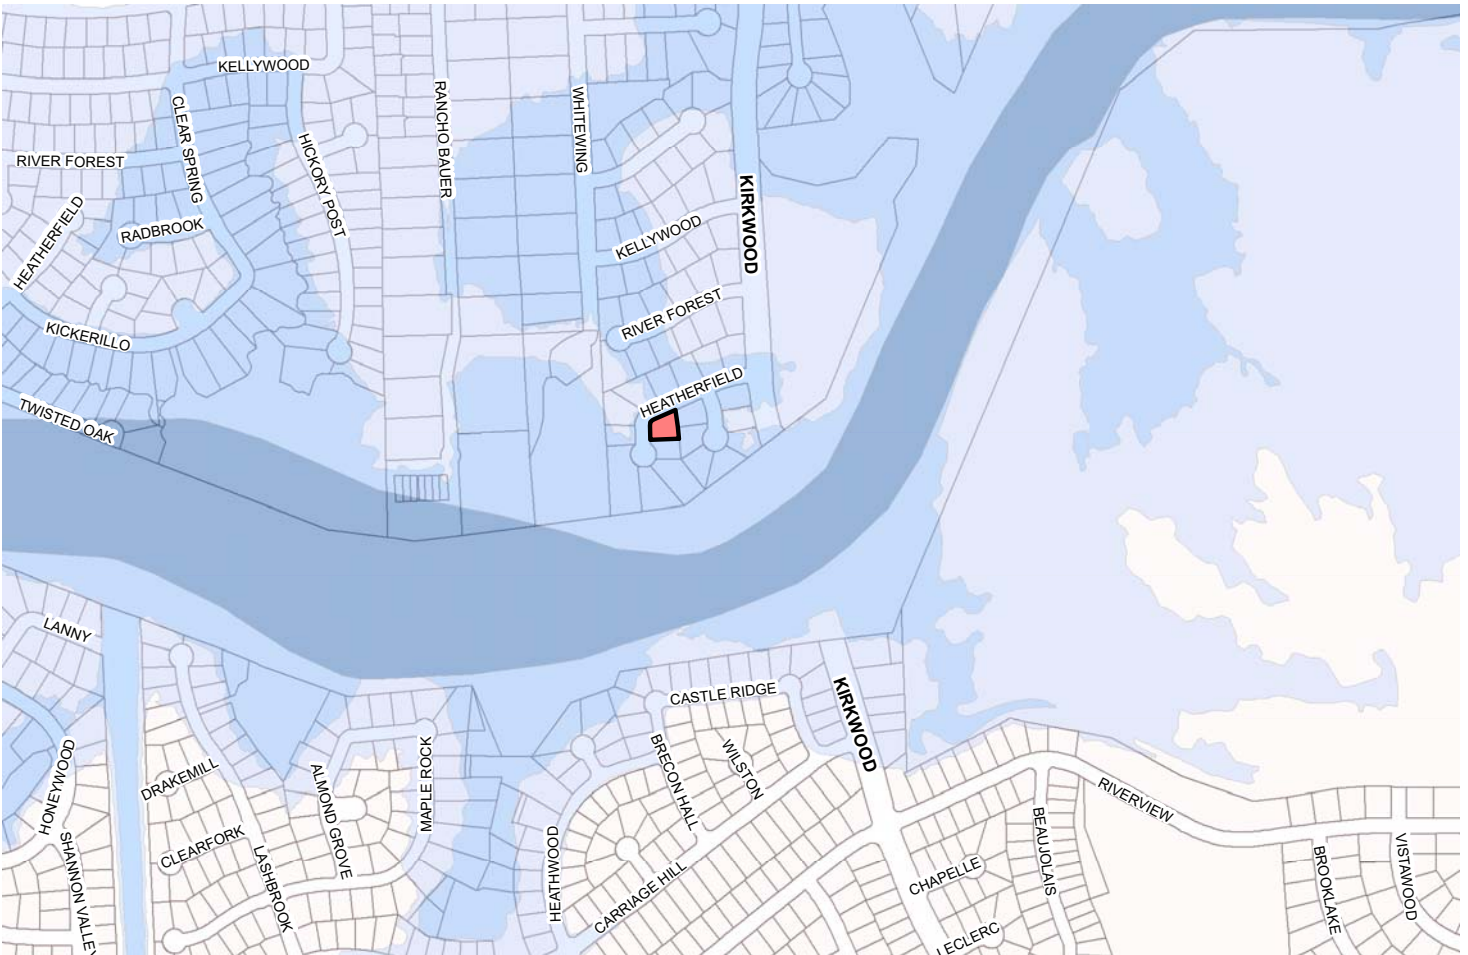 KELLYWOOD
CLEAR SPRING
RANCHO BAUER
WHITEWING
RIVER FOREST
HICKORY POST
HEATHERFIELD
RADBROOK
KIRKWOOD
KELLYWOOD
KICKERILLO
RIVER FOREST
HEATHERFIELD
TWISTED OAK
LANNY
CASTLE RIDGE
KIRKWOOD
HONEYWOOD
DRAKEMILL
ALMOND GROVE
MAPLE ROCK
BRECON HALL
WILSTON
RIVERVIEW
SHANNON VALLEY
CLEARFORK
LASHBROOK
HEATHWOOD
CARRIAGE HILL
CHAPELLE
BEAUJOLAIS
BROOKLAKE
VISTAWOOD
LECLERC